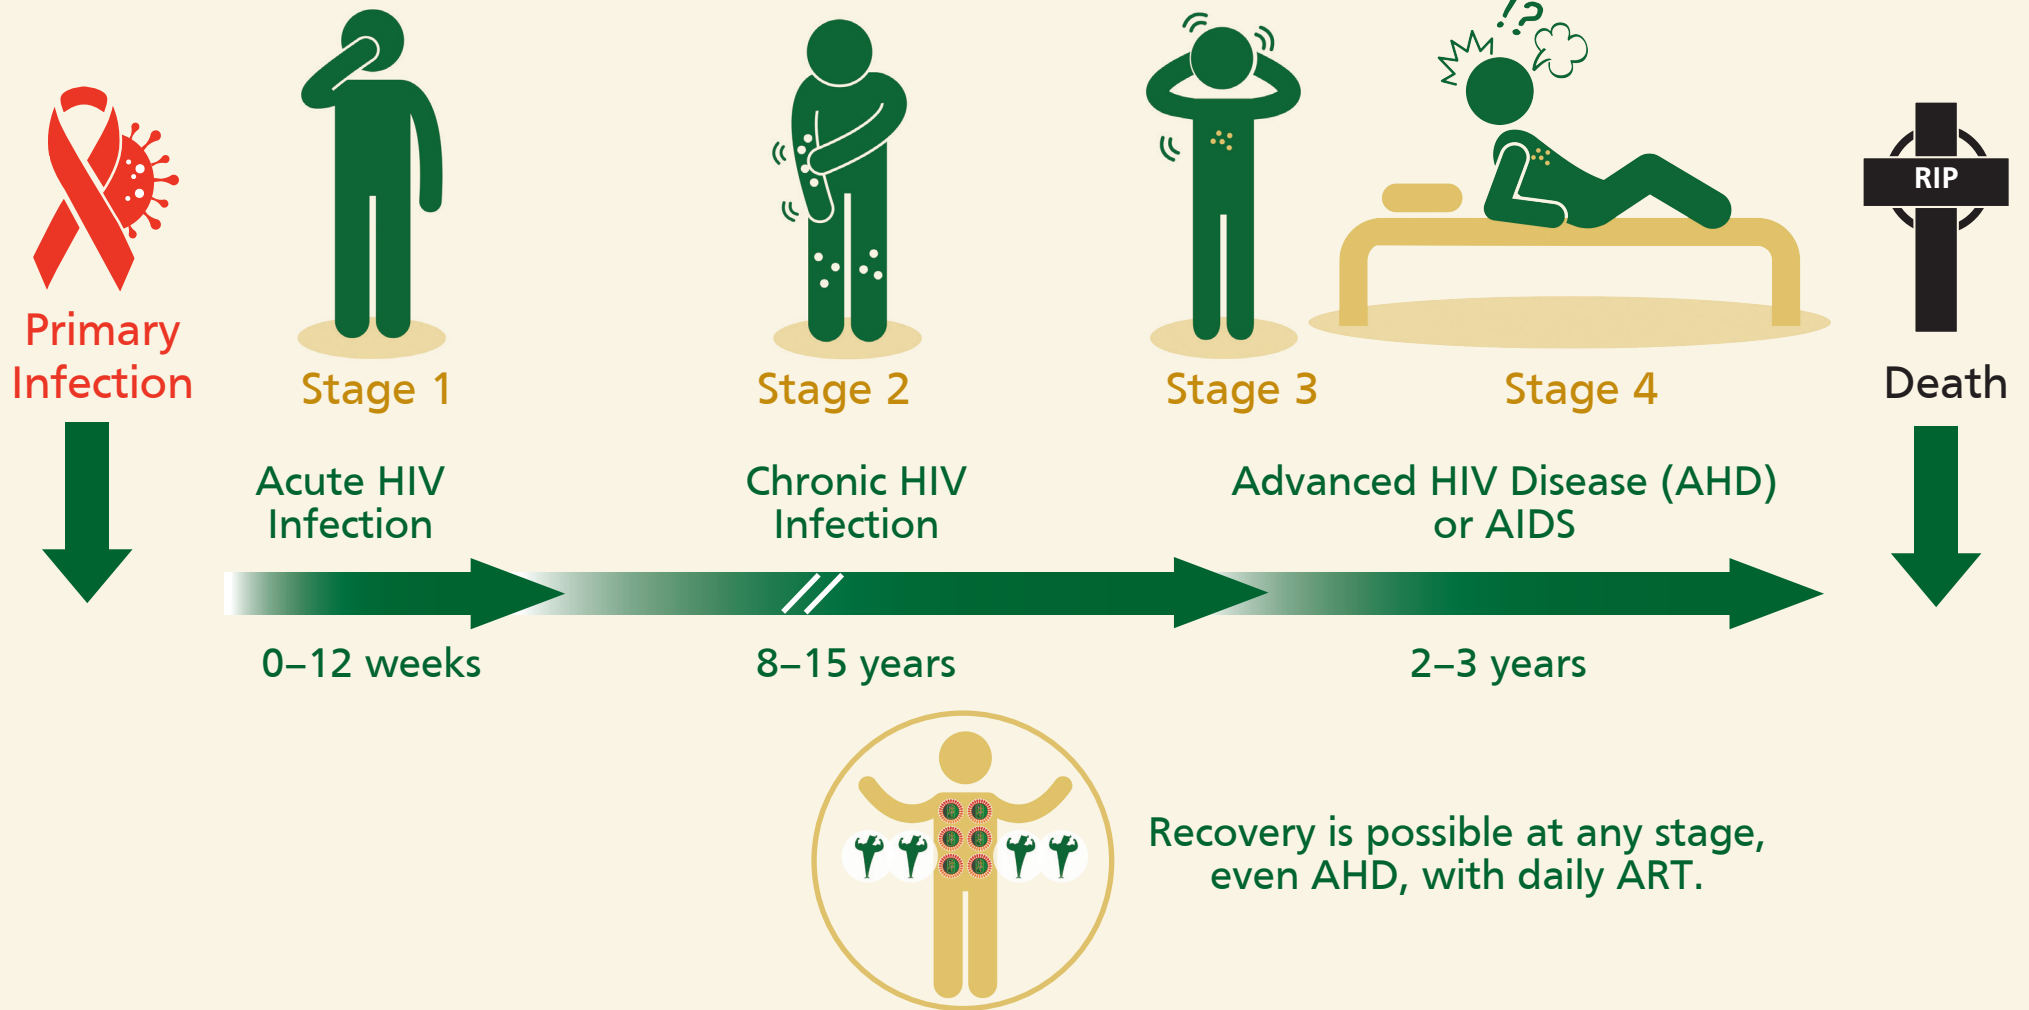 !?
RIP
Primary
Infection
Stage 1
Stage 2
Stage 3
Stage 4
Death
Acute HIV
Infection
Chronic HIV
Infection
Advanced HIV Disease (AHD)
or AIDS
0–12 weeks
8–15 years
2–3 years
Recovery is possible at any stage,
even AHD, with daily ART.